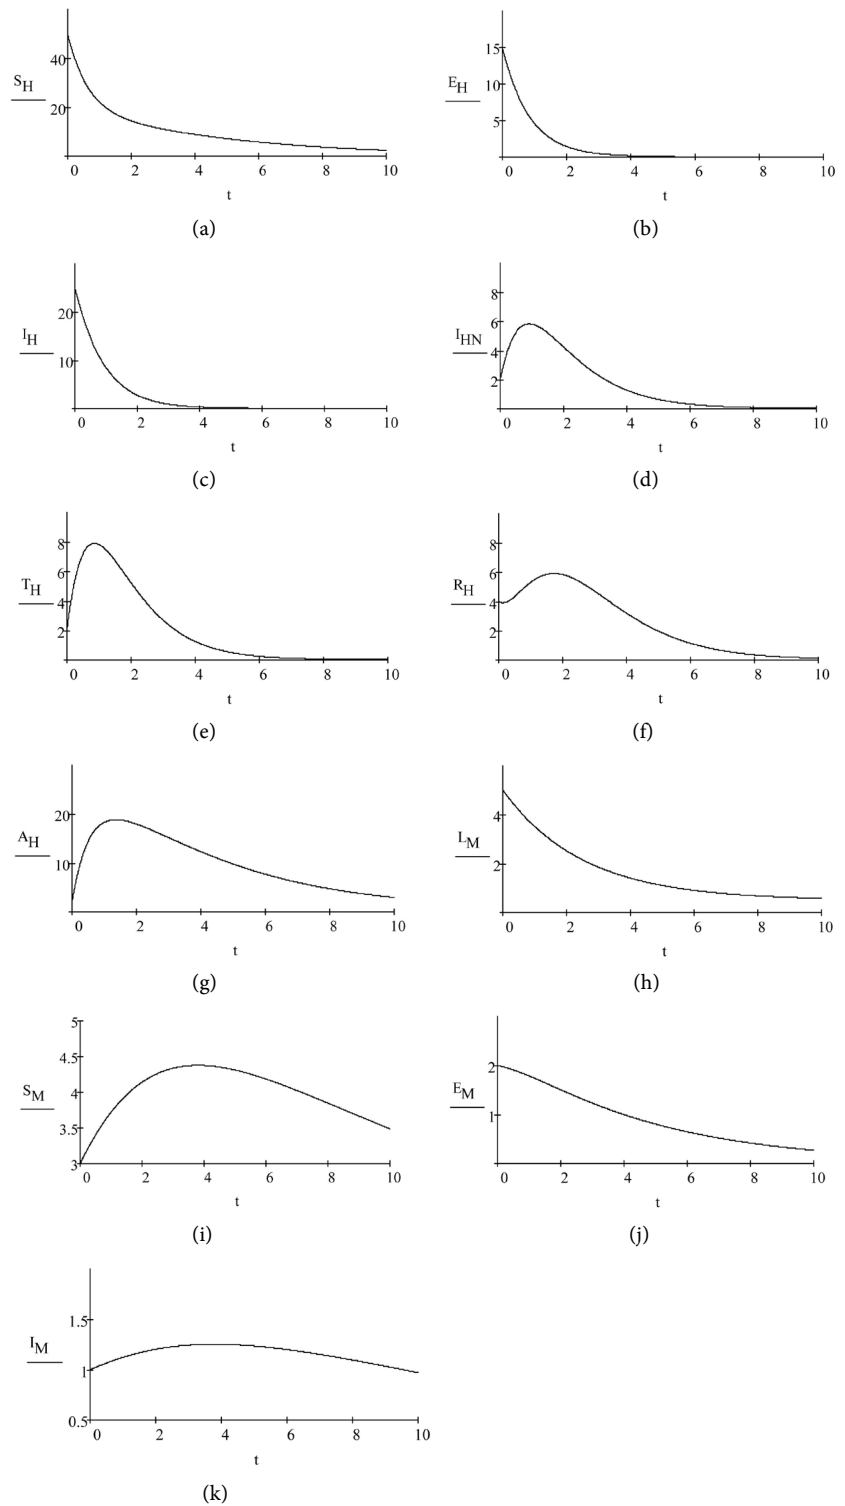 S_H
40
20
0 2 4 6 8 10
t
(a)
E_H
15
10
5
0 2 4 6 8 10
t
(b)
I_H
20
10
0 2 4 6 8 10
t
(c)
I_HN
8
6
4
2
0 2 4 6 8 10
t
(d)
T_H
8
6
4
2
0 2 4 6 8 10
t
(e)
R_H
8
6
4
2
0 2 4 6 8 10
t
(f)
A_H
20
10
0 2 4 6 8 10
t
(g)
L_M
4
2
0 2 4 6 8 10
t
(h)
S_M
5
4.5
4
3.5
3
0 2 4 6 8 10
t
(i)
E_M
2
1
0 2 4 6 8 10
t
(j)
I_M
1.5
1
0.5
0 2 4 6 8 10
t
(k)